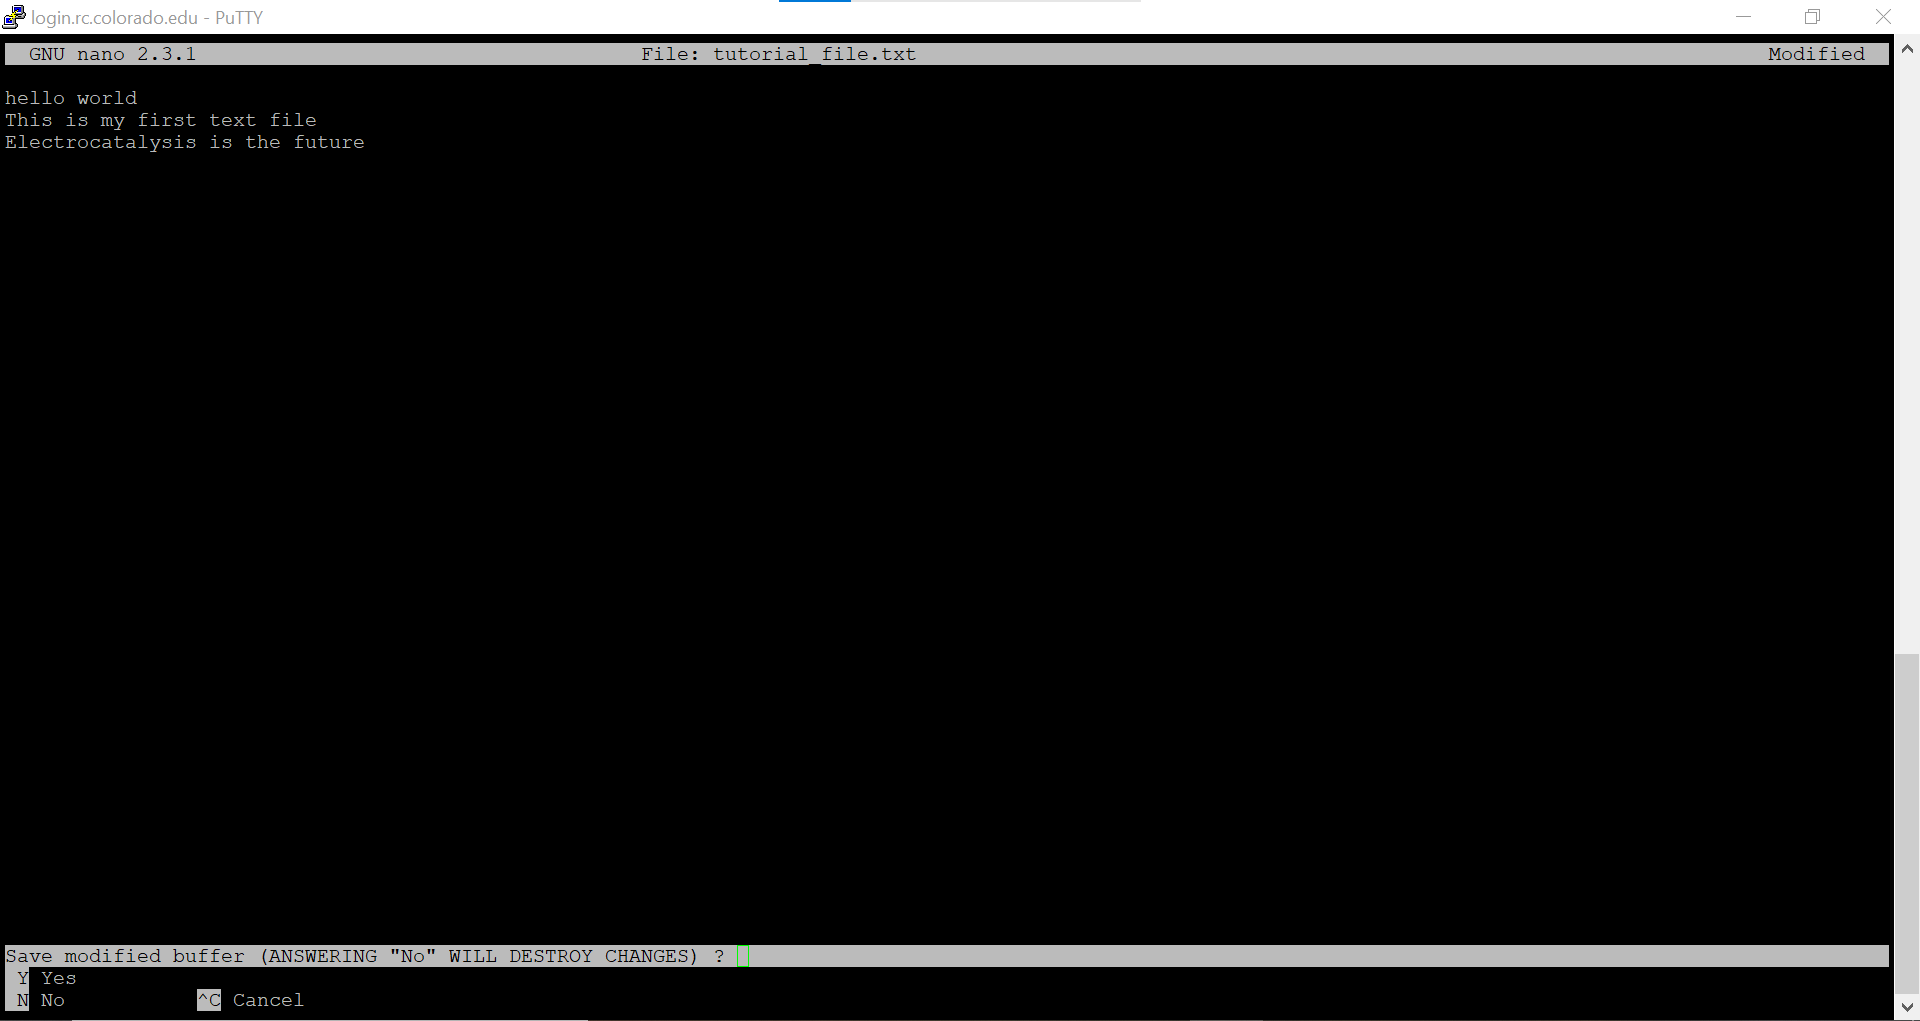 login.rc.colorado.edu - PuTTY
GNU nano 2.3.1 File: tutorial_file.txt Modified
hello world
This is my first text file
Electrocatalysis is the future
Save modified buffer (ANSWERING "No" WILL DESTROY CHANGES) ?
Y Yes
N No ^C Cancel